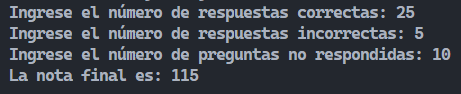 Ingrese el número de respuestas correctas: 25
Ingrese el número de respuestas incorrectas: 5
Ingrese el número de preguntas no respondidas: 10
La nota final es: 115